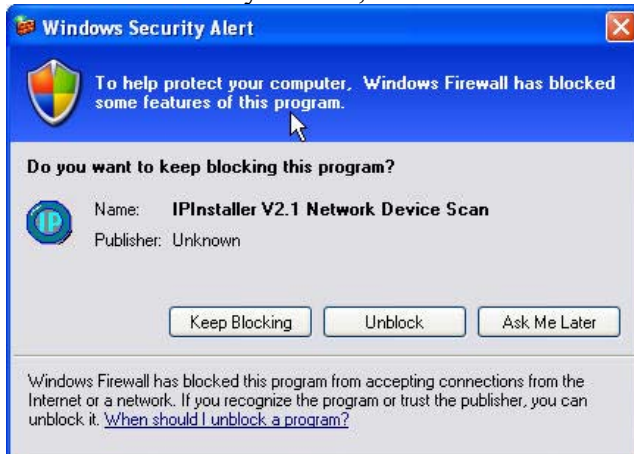 Windows Security Alert
To help protect your computer, Windows Firewall has blocked
some features of this program.
Do you want to keep blocking this program?
IP
Name: IPInstaller V2.1 Network Device Scan
Publisher: Unknown
Keep Blocking Unblock Ask Me Later
Windows Firewall has blocked this program from accepting connections from the
Internet or a network. If you recognize the program or trust the publisher, you can
unblock it. When should I unblock a program?